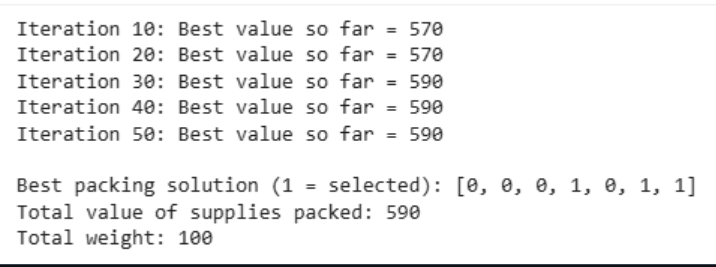 Iteration 10: Best value so far = 570
Iteration 20: Best value so far = 570
Iteration 30: Best value so far = 590
Iteration 40: Best value so far = 590
Iteration 50: Best value so far = 590
Best packing solution (1 = selected): [0, 0, 0, 1, 0, 1, 1]
Total value of supplies packed: 590
Total weight: 100